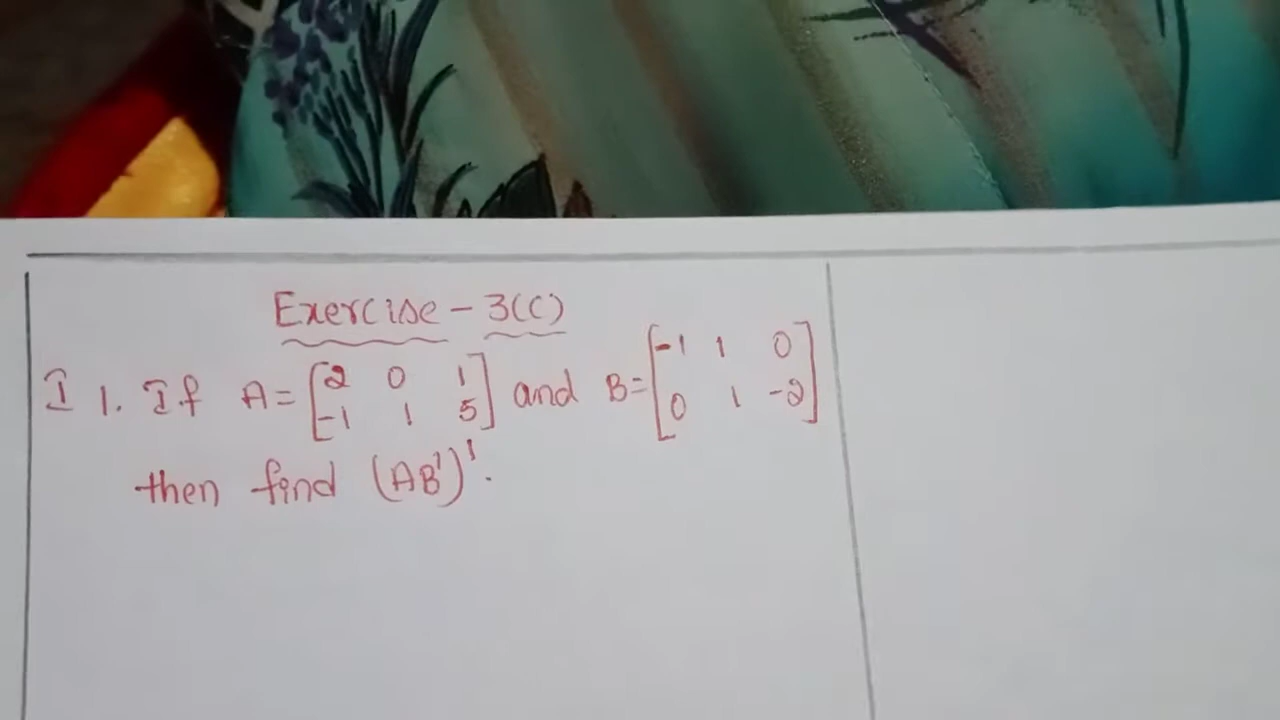 Exercise - 3(C)
I 1. If A = [2 0 1 -1 1 5] and B = [-1 1 0 0 1 -2]
then find (AB')'.